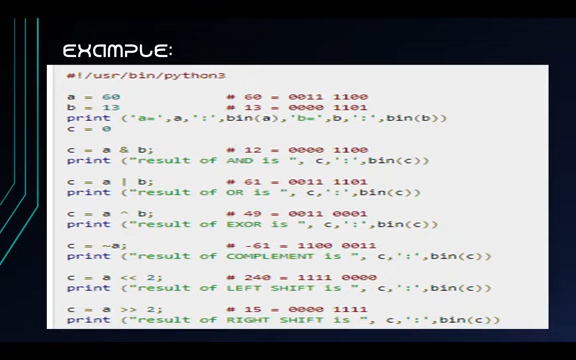 EXAMPLE:
#!/usr/bin/python3
a = 60 # 60 = 0011 1100
b = 13 # 13 = 0000 1101
print ('a=',a,':',bin(a),'b=',b,':',bin(b))
c = 0
c = a & b; # 12 = 0000 1100
print ("result of AND is ", c,':',bin(c))
c = a | b; # 61 = 0011 1101
print ("result of OR is ", c,':',bin(c))
c = a ^ b; # 49 = 0011 0001
print ("result of EXOR is ", c,':',bin(c))
c = ~a; # -61 = 1100 0011
print ("result of COMPLEMENT is ", c,':',bin(c))
c = a << 2; # 240 = 1111 0000
print ("result of LEFT SHIFT is ", c,':',bin(c))
c = a >> 2; # 15 = 0000 1111
print ("result of RIGHT SHIFT is ", c,':',bin(c))